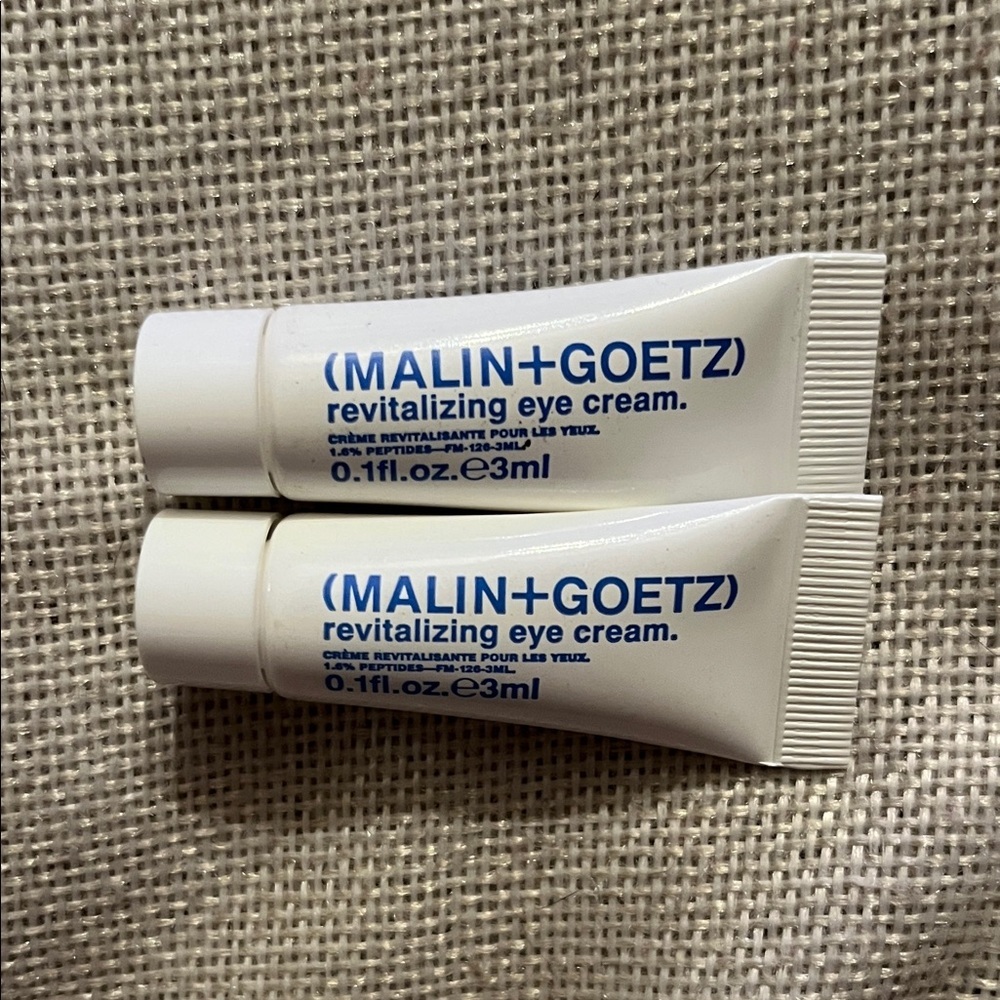 (MALIN+GOETZ)
revitalizing eye cream.
CRÈME REVITALISANTE POUR LES YEUX.
1.6% PEPTIDES—FM-126-3ML.
0.1fl.oz.℮3ml
(MALIN+GOETZ)
revitalizing eye cream.
CRÈME REVITALISANTE POUR LES YEUX.
1.6% PEPTIDES—FM-126-3ML.
0.1fl.oz.℮3ml